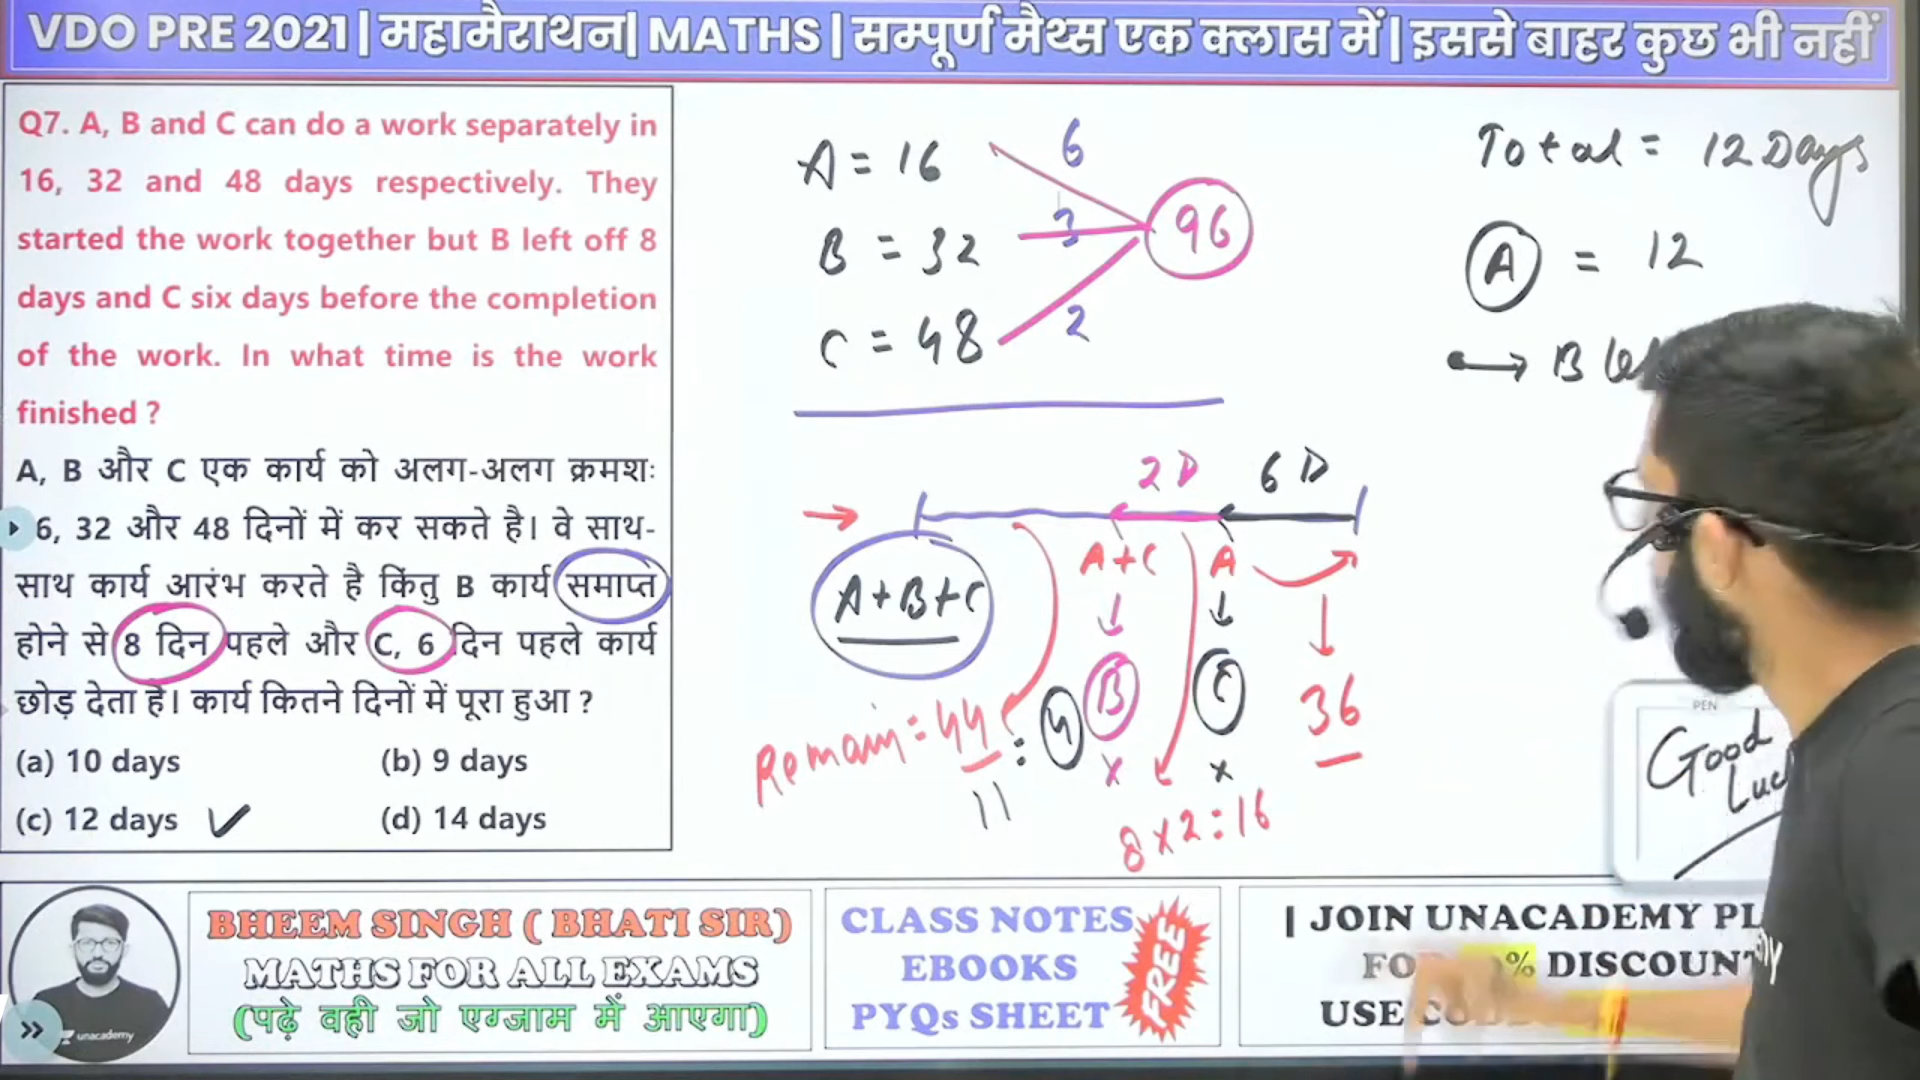 VDO PRE 2021 | महामैराथन| MATHS | सम्पूर्ण मैथ्स एक क्लास में | इससे बाहर कुछ भी नहीं
Q7. A, B and C can do a work separately in
16, 32 and 48 days respectively. They
started the work together but B left off 8
days and C six days before the completion
of the work. In what time is the work
finished ?
A, B और C एक कार्य को अलग-अलग क्रमशः
6, 32 और 48 दिनों में कर सकते है। वे साथ-
साथ कार्य आरंभ करते है किंतु B कार्य समाप्त
होने से 8 दिन पहले और C, 6 दिन पहले कार्य
छोड़ देता है। कार्य कितने दिनों में पूरा हुआ ?
(a) 10 days (b) 9 days
(c) 12 days (d) 14 days
A = 16 6
B = 32 3 96
C = 48 2
Total = 12 Days
A = 12
→ B
2 D 6 D
A+B+C A+C A
B C 36
x x
Remain = 44 : 4
11
8 x 2 = 16
PEN
Good
Luck
BHEEM SINGH ( BHATI SIR)
MATHS FOR ALL EXAMS
(पढ़े वही जो एग्जाम में आएगा)
unacademy
CLASS NOTES
EBOOKS
PYQs SHEET
FREE
| JOIN UNACADEMY PL
% DISCOUNT
USE